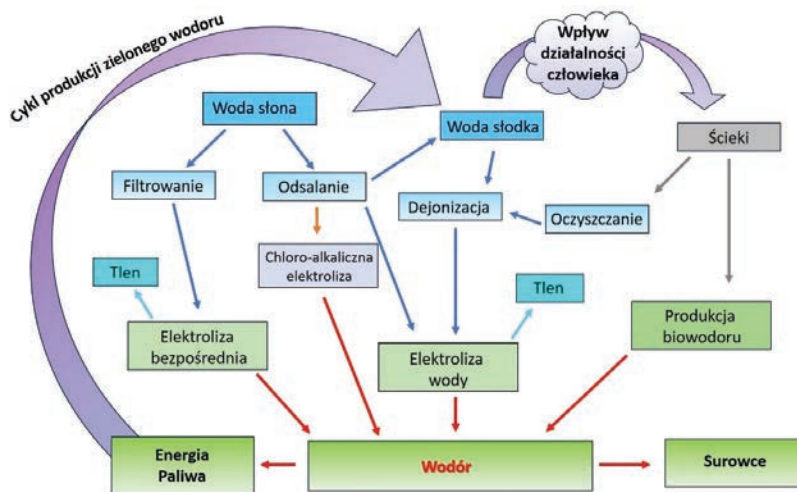 Cykl produkcji zielonego wodoru
Wpływ
działalności
człowieka
Woda słona
Woda słodka
Ścieki
Filtrowanie
Odsalanie
Dejonizacja
Oczyszczanie
Chloro-alkaliczna
elektroliza
Tlen
Tlen
Elektroliza
bezpośrednia
Elektroliza
wody
Produkcja
biowodoru
Energia
Paliwa
Wodór
Surowce